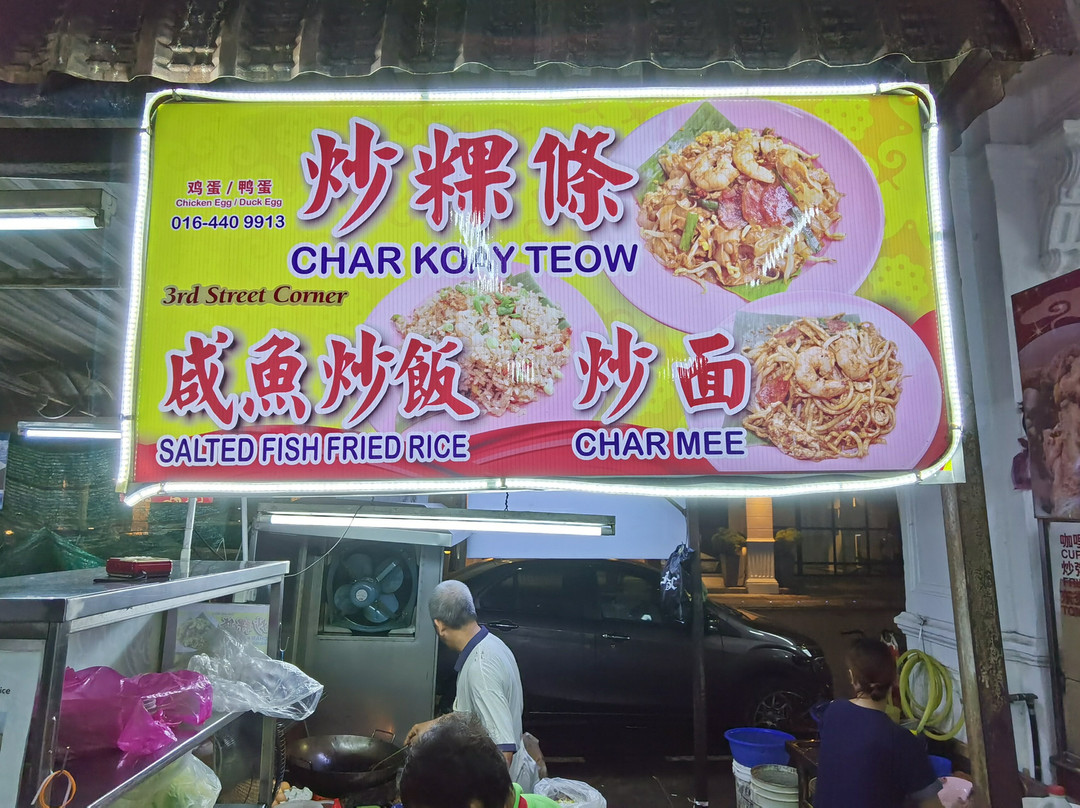 炒粿條
鸡蛋 / 鸭蛋
Chicken Egg / Duck Egg
016-440 9913
CHAR KOAY TEOW
3rd Street Corner
咸魚炒飯
SALTED FISH FRIED RICE
炒面
CHAR MEE